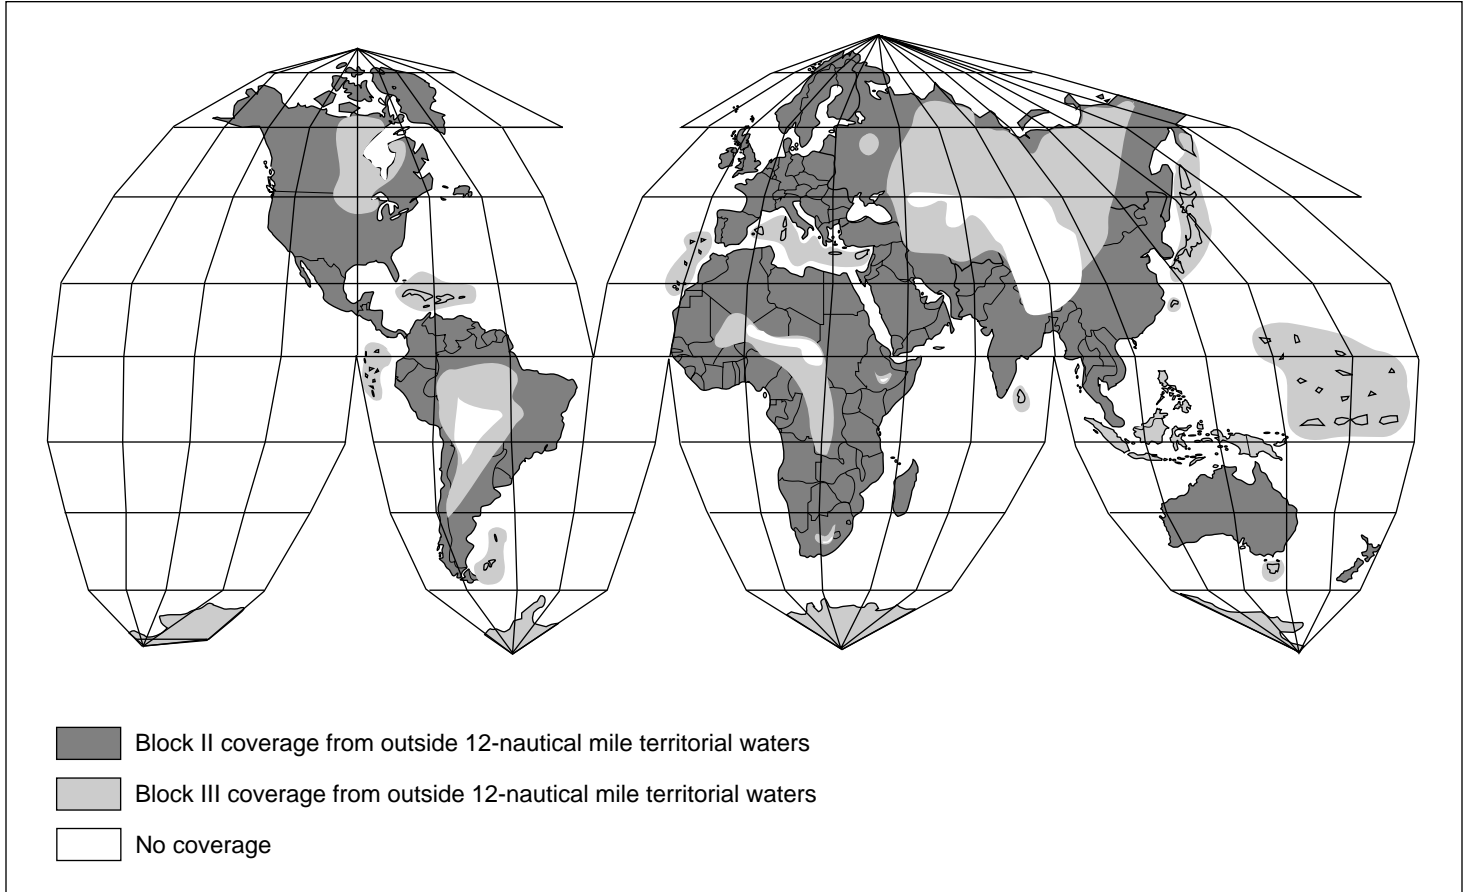 Block II coverage from outside 12-nautical mile territorial waters
Block III coverage from outside 12-nautical mile territorial waters
No coverage